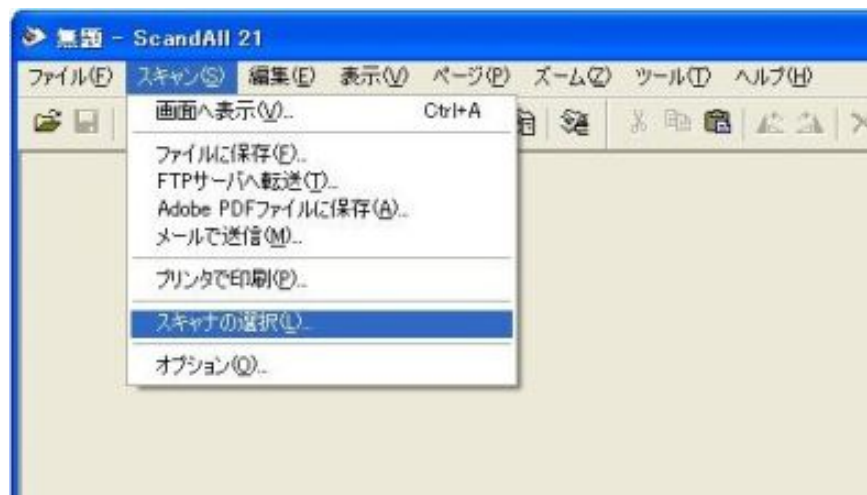 無題 - ScandAll 21
ファイル(F) スキャン(S) 編集(E) 表示(V) ページ(P) ズーム(Z) ツール(T) ヘルプ(H)
画面へ表示(V)... Ctrl+A
ファイルに保存(F)...
FTPサーバへ転送(T)...
Adobe PDFファイルに保存(A)...
メールで送信(M)...
プリンタで印刷(P)...
スキャナの選択(L)...
オプション(O)...